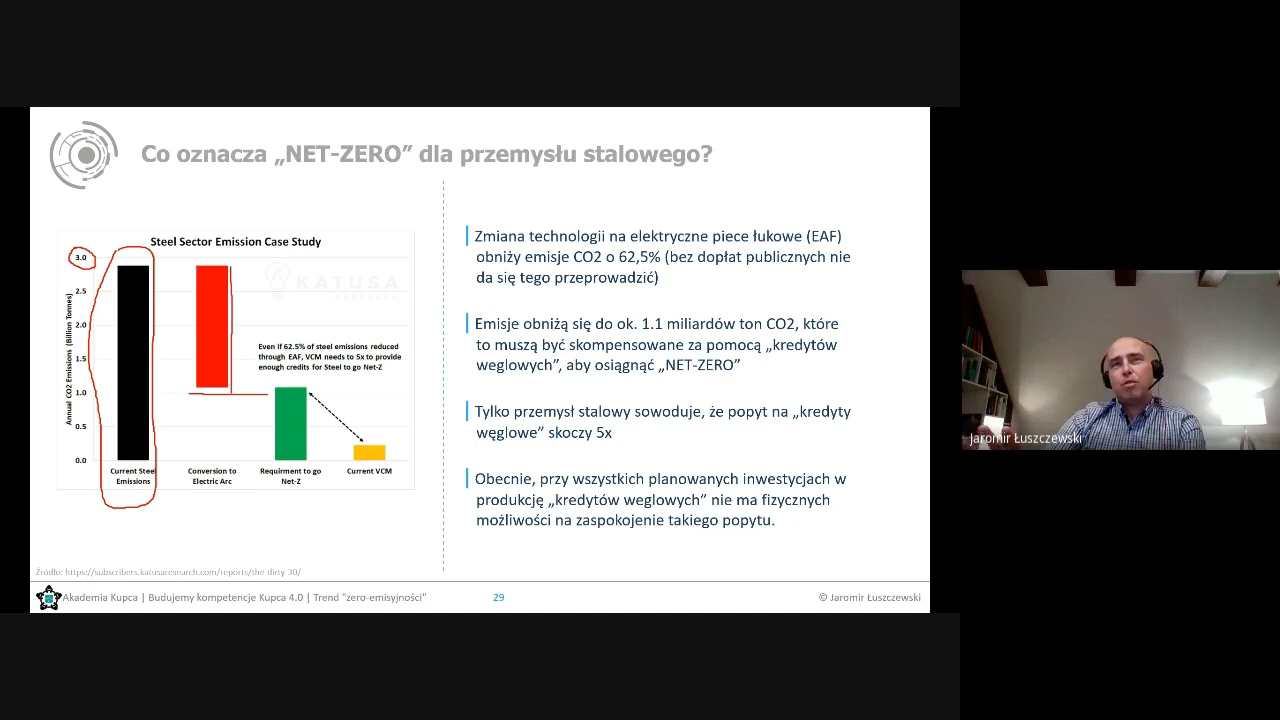 Co oznacza „NET-ZERO” dla przemysłu stalowego?
Steel Sector Emission Case Study
KATUSA
RESEARCH
Annual CO2 Emissions (Billion Tonnes)
3.0
2.5
2.0
1.5
1.0
0.5
0.0
Even if 62.5% of steel emissions reduced
through EAF, VCM needs to 5x to provide
enough credits for Steel to go Net-Z
Current Steel
Emissions
Conversion to
Electric Arc
Requirment to go
Net-Z
Current VCM
Zmiana technologii na elektryczne piece łukowe (EAF)
obniży emisje CO2 o 62,5% (bez dopłat publicznych nie
da się tego przeprowadzić)
Emisje obniżą się do ok. 1.1 miliardów ton CO2, które
to muszą być skompensowane za pomocą „kredytów
weglowych”, aby osiągnąć „NET-ZERO”
Tylko przemysł stalowy sowoduje, że popyt na „kredyty
węglowe” skoczy 5x
Obecnie, przy wszystkich planowanych inwestycjach w
produkcję „kredytów weglowych” nie ma fizycznych
możliwości na zaspokojenie takiego popytu.
Źródło: https://subscribers.katusaresearch.com/reports/the dirty 30/
Akademia Kupca | Budujemy kompetencje Kupca 4.0 | Trend "zero-emisyjności"
29
© Jaromir Łuszczewski
Jaromir Łuszczewski